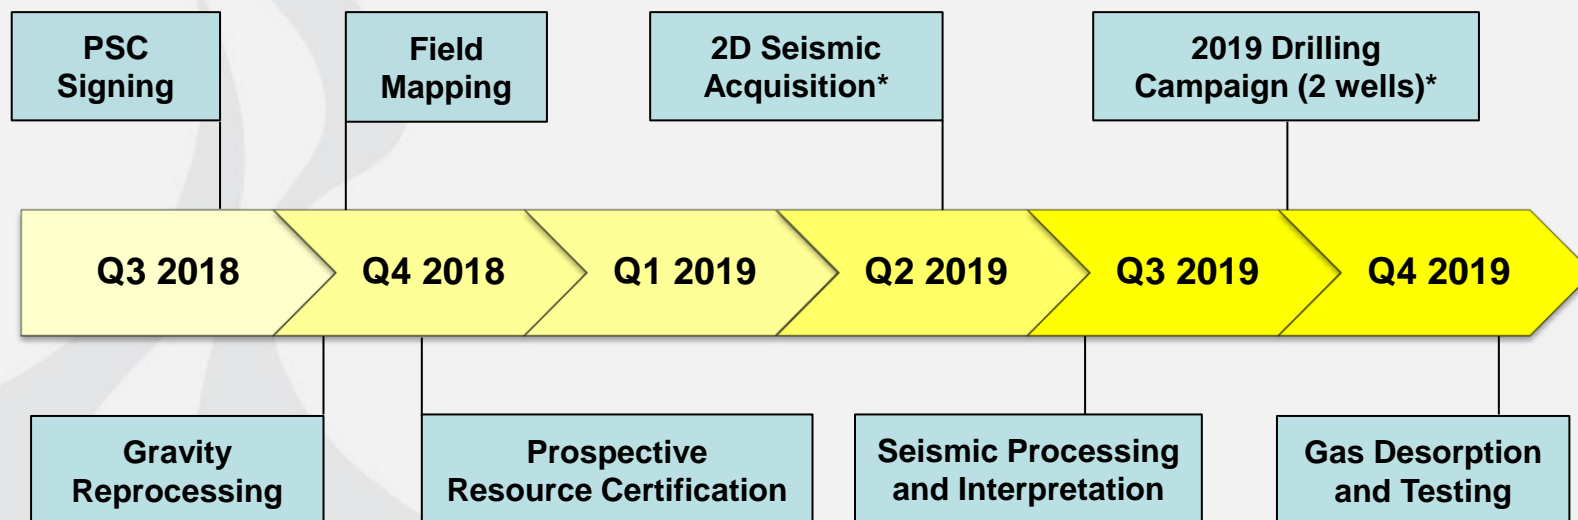 PSC
Signing
Field
Mapping
2D Seismic
Acquisition*
2019 Drilling
Campaign (2 wells)*
Q3 2018
Q4 2018
Q1 2019
Q2 2019
Q3 2019
Q4 2019
Gravity
Reprocessing
Prospective
Resource Certification
Seismic Processing
and Interpretation
Gas Desorption
and Testing